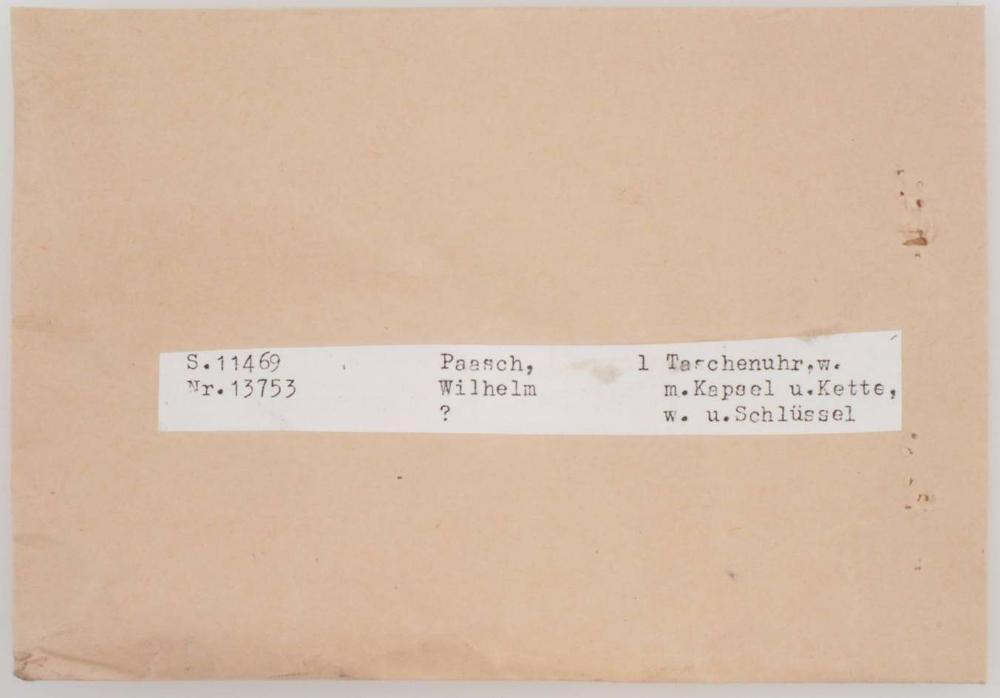 S.11469 Paasch, 1 Taschenuhr,w.
Nr.13753 Wilhelm m.Kapsel u.Kette,
? w. u.Schlüssel